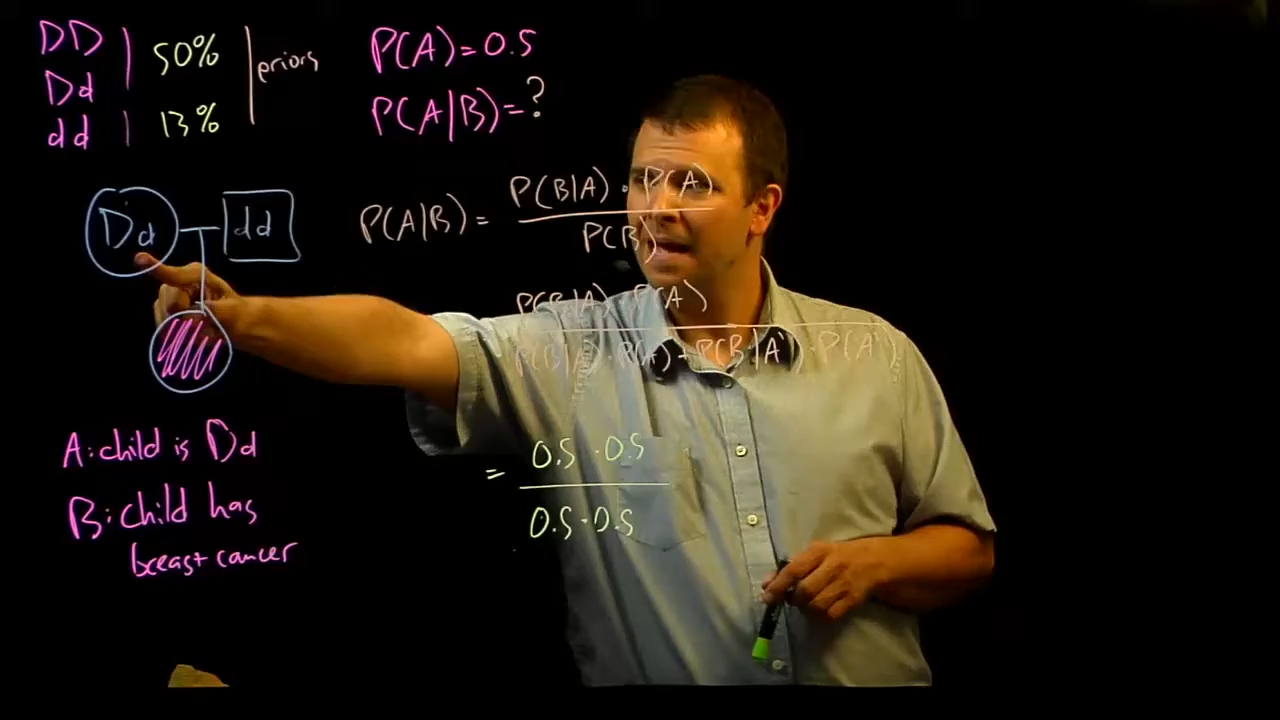 DD
Dd
dd
50%
13%
priors
P(A)=0.5
P(A|B)=?
Dd
dd
P(A|B)=
P(B|A)·P(A)
P(B)
P(B|A)·P(A)
P(B|A)·P(A)+P(B|A')·P(A')
A:child is Dd
B:child has
breast cancer
=
0.5·0.5
0.5·0.5